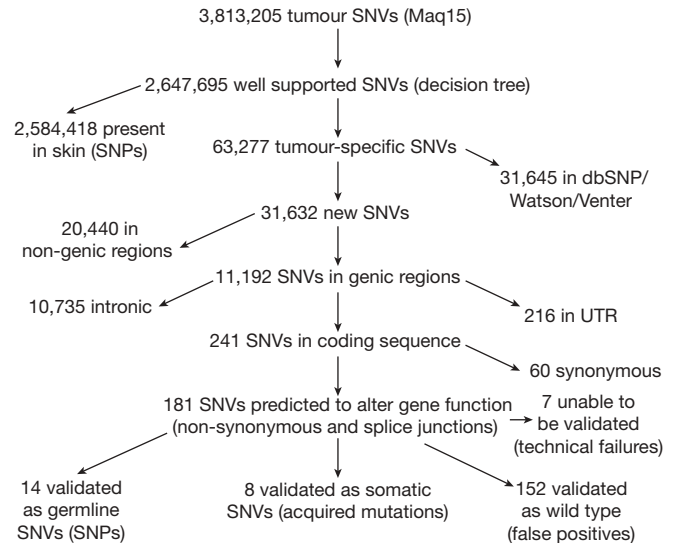 3,813,205 tumour SNVs (Maq15)
2,647,695 well supported SNVs (decision tree)
2,584,418 present
in skin (SNPs)
63,277 tumour-specific SNVs
31,645 in dbSNP/
Watson/Venter
31,632 new SNVs
20,440 in
non-genic regions
11,192 SNVs in genic regions
10,735 intronic
216 in UTR
241 SNVs in coding sequence
60 synonymous
181 SNVs predicted to alter gene function
(non-synonymous and splice junctions)
7 unable to
be validated
(technical failures)
14 validated
as germline
SNVs (SNPs)
8 validated as somatic
SNVs (acquired mutations)
152 validated
as wild type
(false positives)